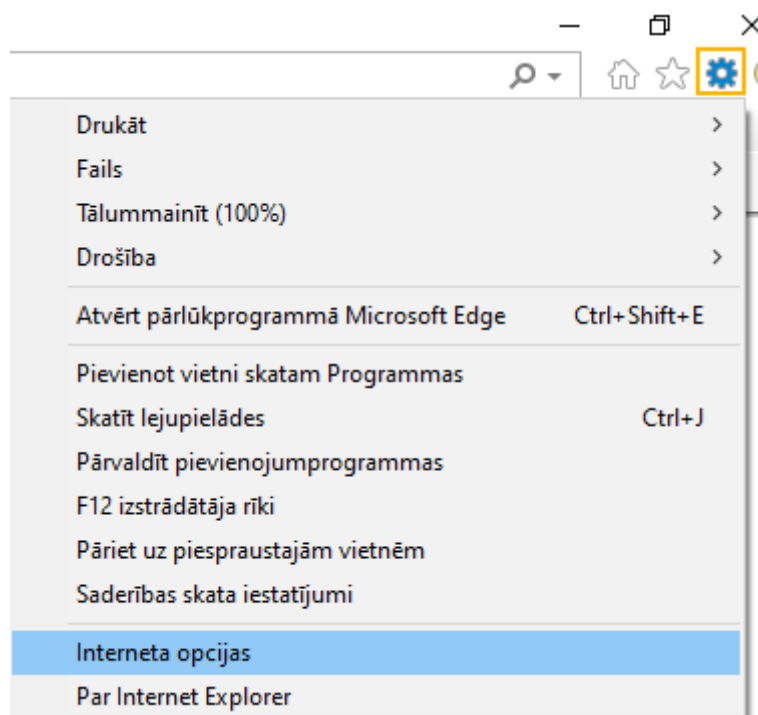 Drukāt
Fails
Tālummainīt (100%)
Drošība
Atvērt pārlūkprogrammā Microsoft Edge Ctrl+Shift+E
Pievienot vietni skatam Programmas
Skatīt lejupielādes Ctrl+J
Pārvaldīt pievienojumprogrammas
F12 izstrādātāja rīki
Pāriet uz piespraustajām vietnēm
Saderības skata iestatījumi
Interneta opcijas
Par Internet Explorer